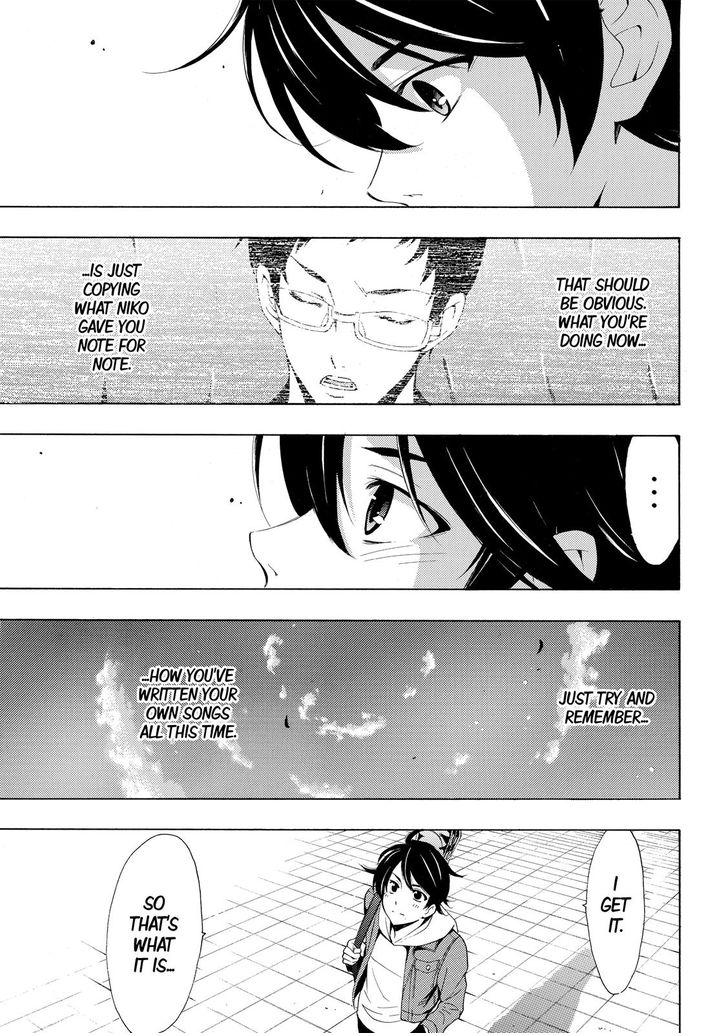 THAT SHOULD
BE OBVIOUS.
WHAT YOU'RE
DOING NOW...
...IS JUST
COPYING
WHAT NIKO
GAVE YOU
NOTE FOR
NOTE.
...
JUST TRY AND
REMEMBER...
...HOW YOU'VE
WRITTEN YOUR
OWN SONGS
ALL THIS TIME.
I
GET
IT.
SO
THAT'S
WHAT
IT IS...